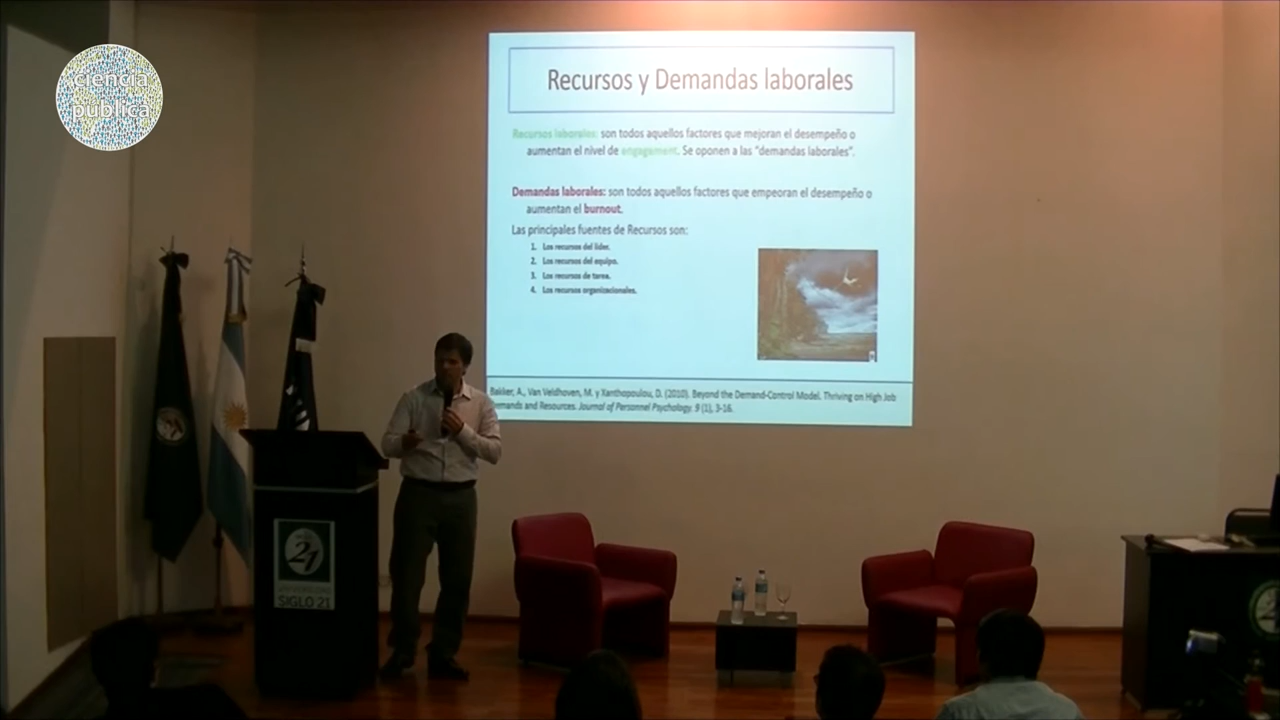 ciencia
pública
Recursos y Demandas laborales
Recursos laborales: son todos aquellos factores que mejoran el desempeño o
aumentan el nivel de engagement. Se oponen a las "demandas laborales".
Demandas laborales: son todos aquellos factores que empeoran el desempeño o
aumentan el burnout.
Las principales fuentes de Recursos son:
1. Los recursos del líder.
2. Los recursos del equipo.
3. Los recursos de tarea.
4. Los recursos organizacionales.
Bakker, A., Van Veldhoven, M. y Xanthopoulou, D. (2010). Beyond the Demand-Control Model. Thriving on High Job
emands and Resources. Journal of Personnel Psychology. 9 (1), 3-16.
21
UNIVERSIDAD
SIGLO 21